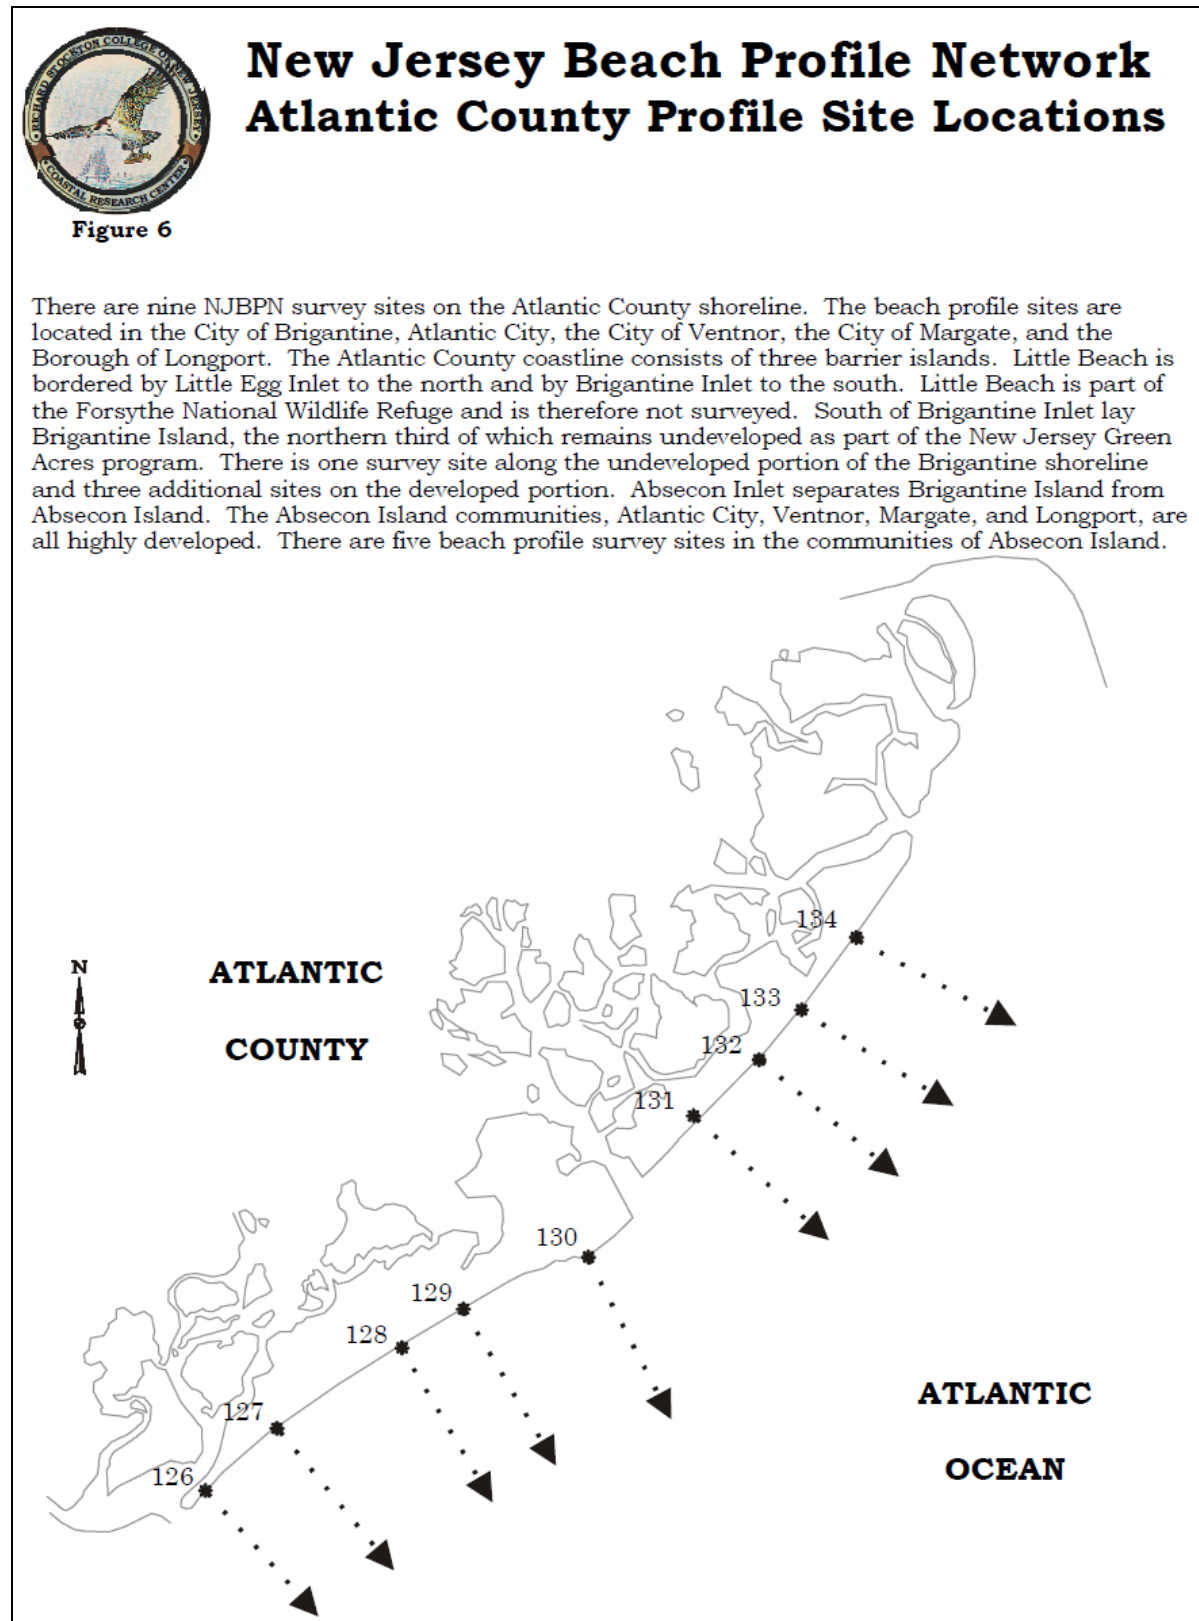 RICHARD STOCKTON COLLEGE OF NEW JERSEY
COASTAL RESEARCH CENTER
New Jersey Beach Profile Network
Atlantic County Profile Site Locations
Figure 6
There are nine NJBPN survey sites on the Atlantic County shoreline.  The beach profile sites are
located in the City of Brigantine, Atlantic City, the City of Ventnor, the City of Margate, and the
Borough of Longport.  The Atlantic County coastline consists of three barrier islands.  Little Beach is
bordered by Little Egg Inlet to the north and by Brigantine Inlet to the south.  Little Beach is part of
the Forsythe National Wildlife Refuge and is therefore not surveyed.  South of Brigantine Inlet lay
Brigantine Island, the northern third of which remains undeveloped as part of the New Jersey Green
Acres program.  There is one survey site along the undeveloped portion of the Brigantine shoreline
and three additional sites on the developed portion.  Absecon Inlet separates Brigantine Island from
Absecon Island.  The Absecon Island communities, Atlantic City, Ventnor, Margate, and Longport, are
all highly developed.  There are five beach profile survey sites in the communities of Absecon Island.
134
N
ATLANTIC
COUNTY
133
132
131
130
129
128
127
126
ATLANTIC
OCEAN